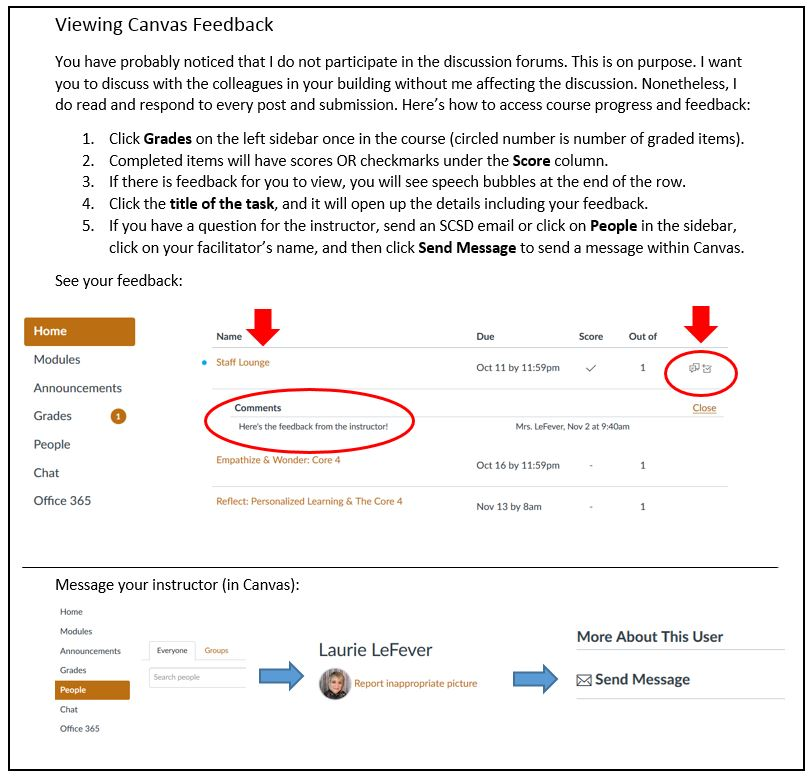 Viewing Canvas Feedback
You have probably noticed that I do not participate in the discussion forums. This is on purpose. I want
you to discuss with the colleagues in your building without me affecting the discussion. Nonetheless, I
do read and respond to every post and submission. Here's how to access course progress and feedback:
1. Click Grades on the left sidebar once in the course (circled number is number of graded items).
2. Completed items will have scores OR checkmarks under the Score column.
3. If there is feedback for you to view, you will see speech bubbles at the end of the row.
4. Click the title of the task, and it will open up the details including your feedback.
5. If you have a question for the instructor, send an SCSD email or click on People in the sidebar,
click on your facilitator's name, and then click Send Message to send a message within Canvas.
See your feedback:
Home
Modules
Announcements
Grades 1
People
Chat
Office 365
Name Due Score Out of
Staff Lounge Oct 11 by 11:59pm ✓ 1
Comments Close
Here's the feedback from the instructor! Mrs. LeFever, Nov 2 at 9:40am
Empathize & Wonder: Core 4 Oct 16 by 11:59pm - 1
Reflect: Personalized Learning & The Core 4 Nov 13 by 8am - 1
Message your instructor (in Canvas):
Home
Modules
Announcements
Grades
People
Chat
Office 365
Everyone Groups
Search people
Laurie LeFever
Report inappropriate picture
More About This User
Send Message